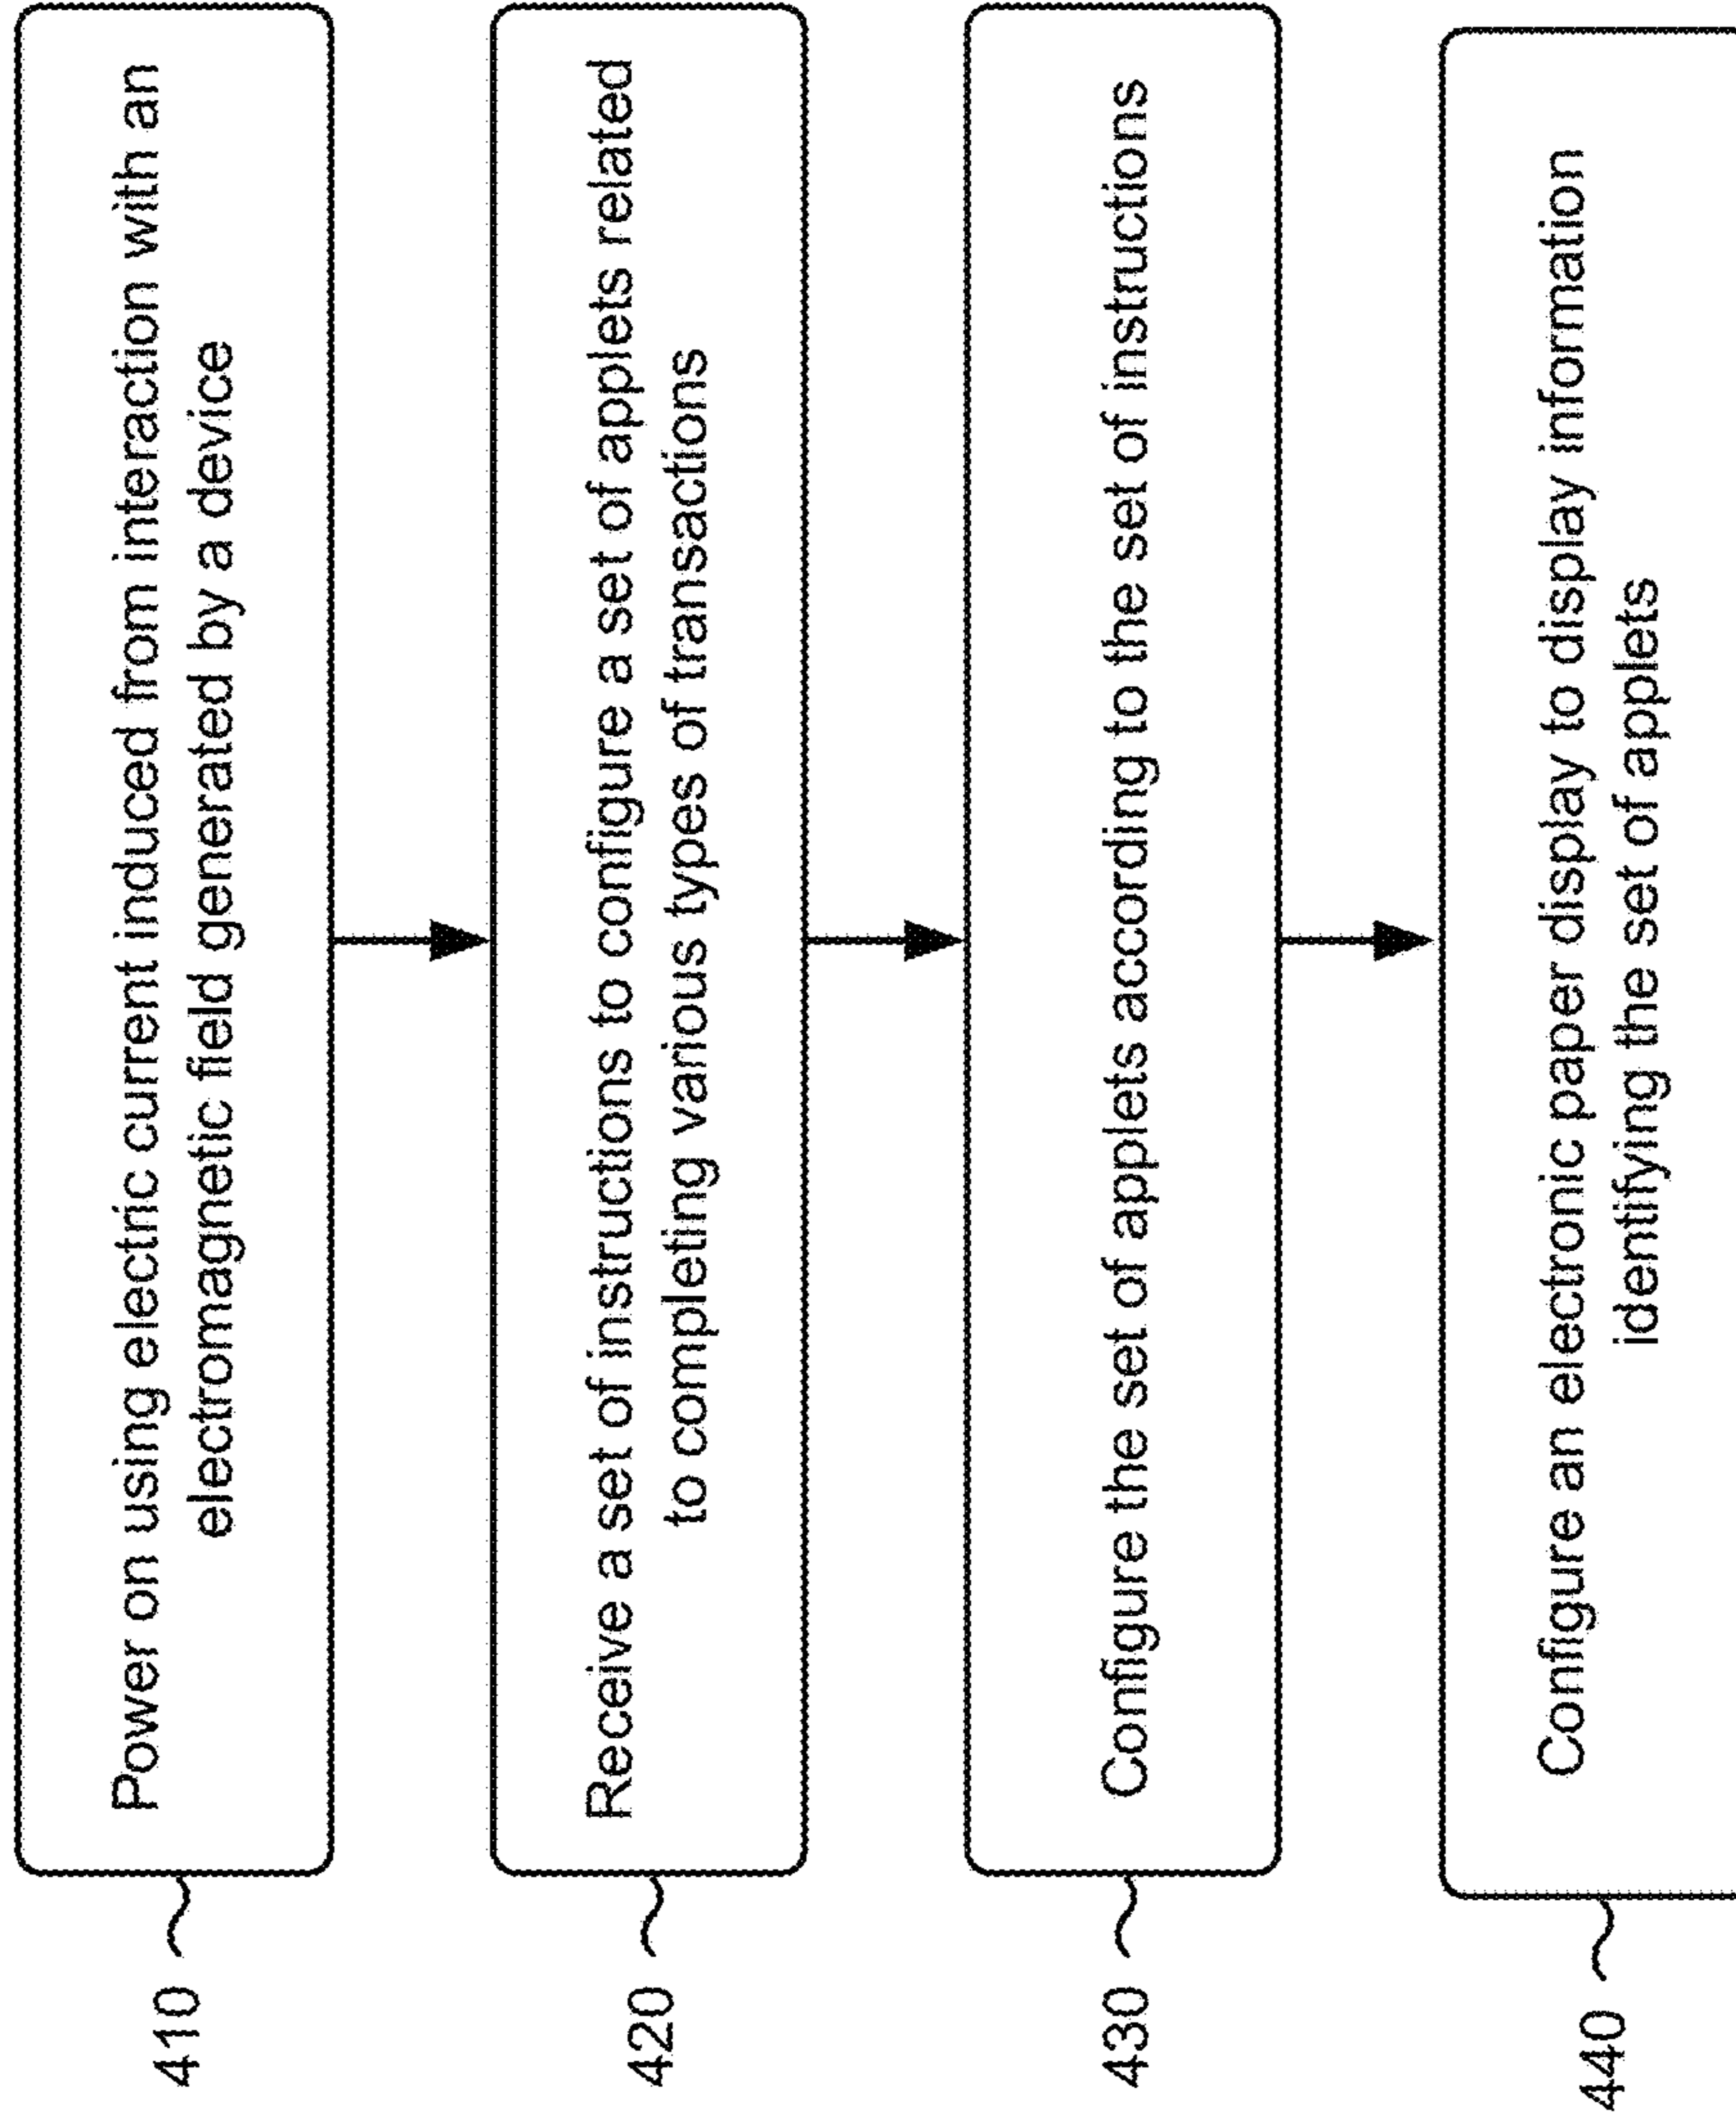 410
Power on using electric current induced from interaction with an
electromagnetic field generated by a device
420
Receive a set of instructions to configure a set of applets related
to completing various types of transactions
430
Configure the set of applets according to the set of instructions
440
Configure an electronic paper display to display information
identifying the set of applets